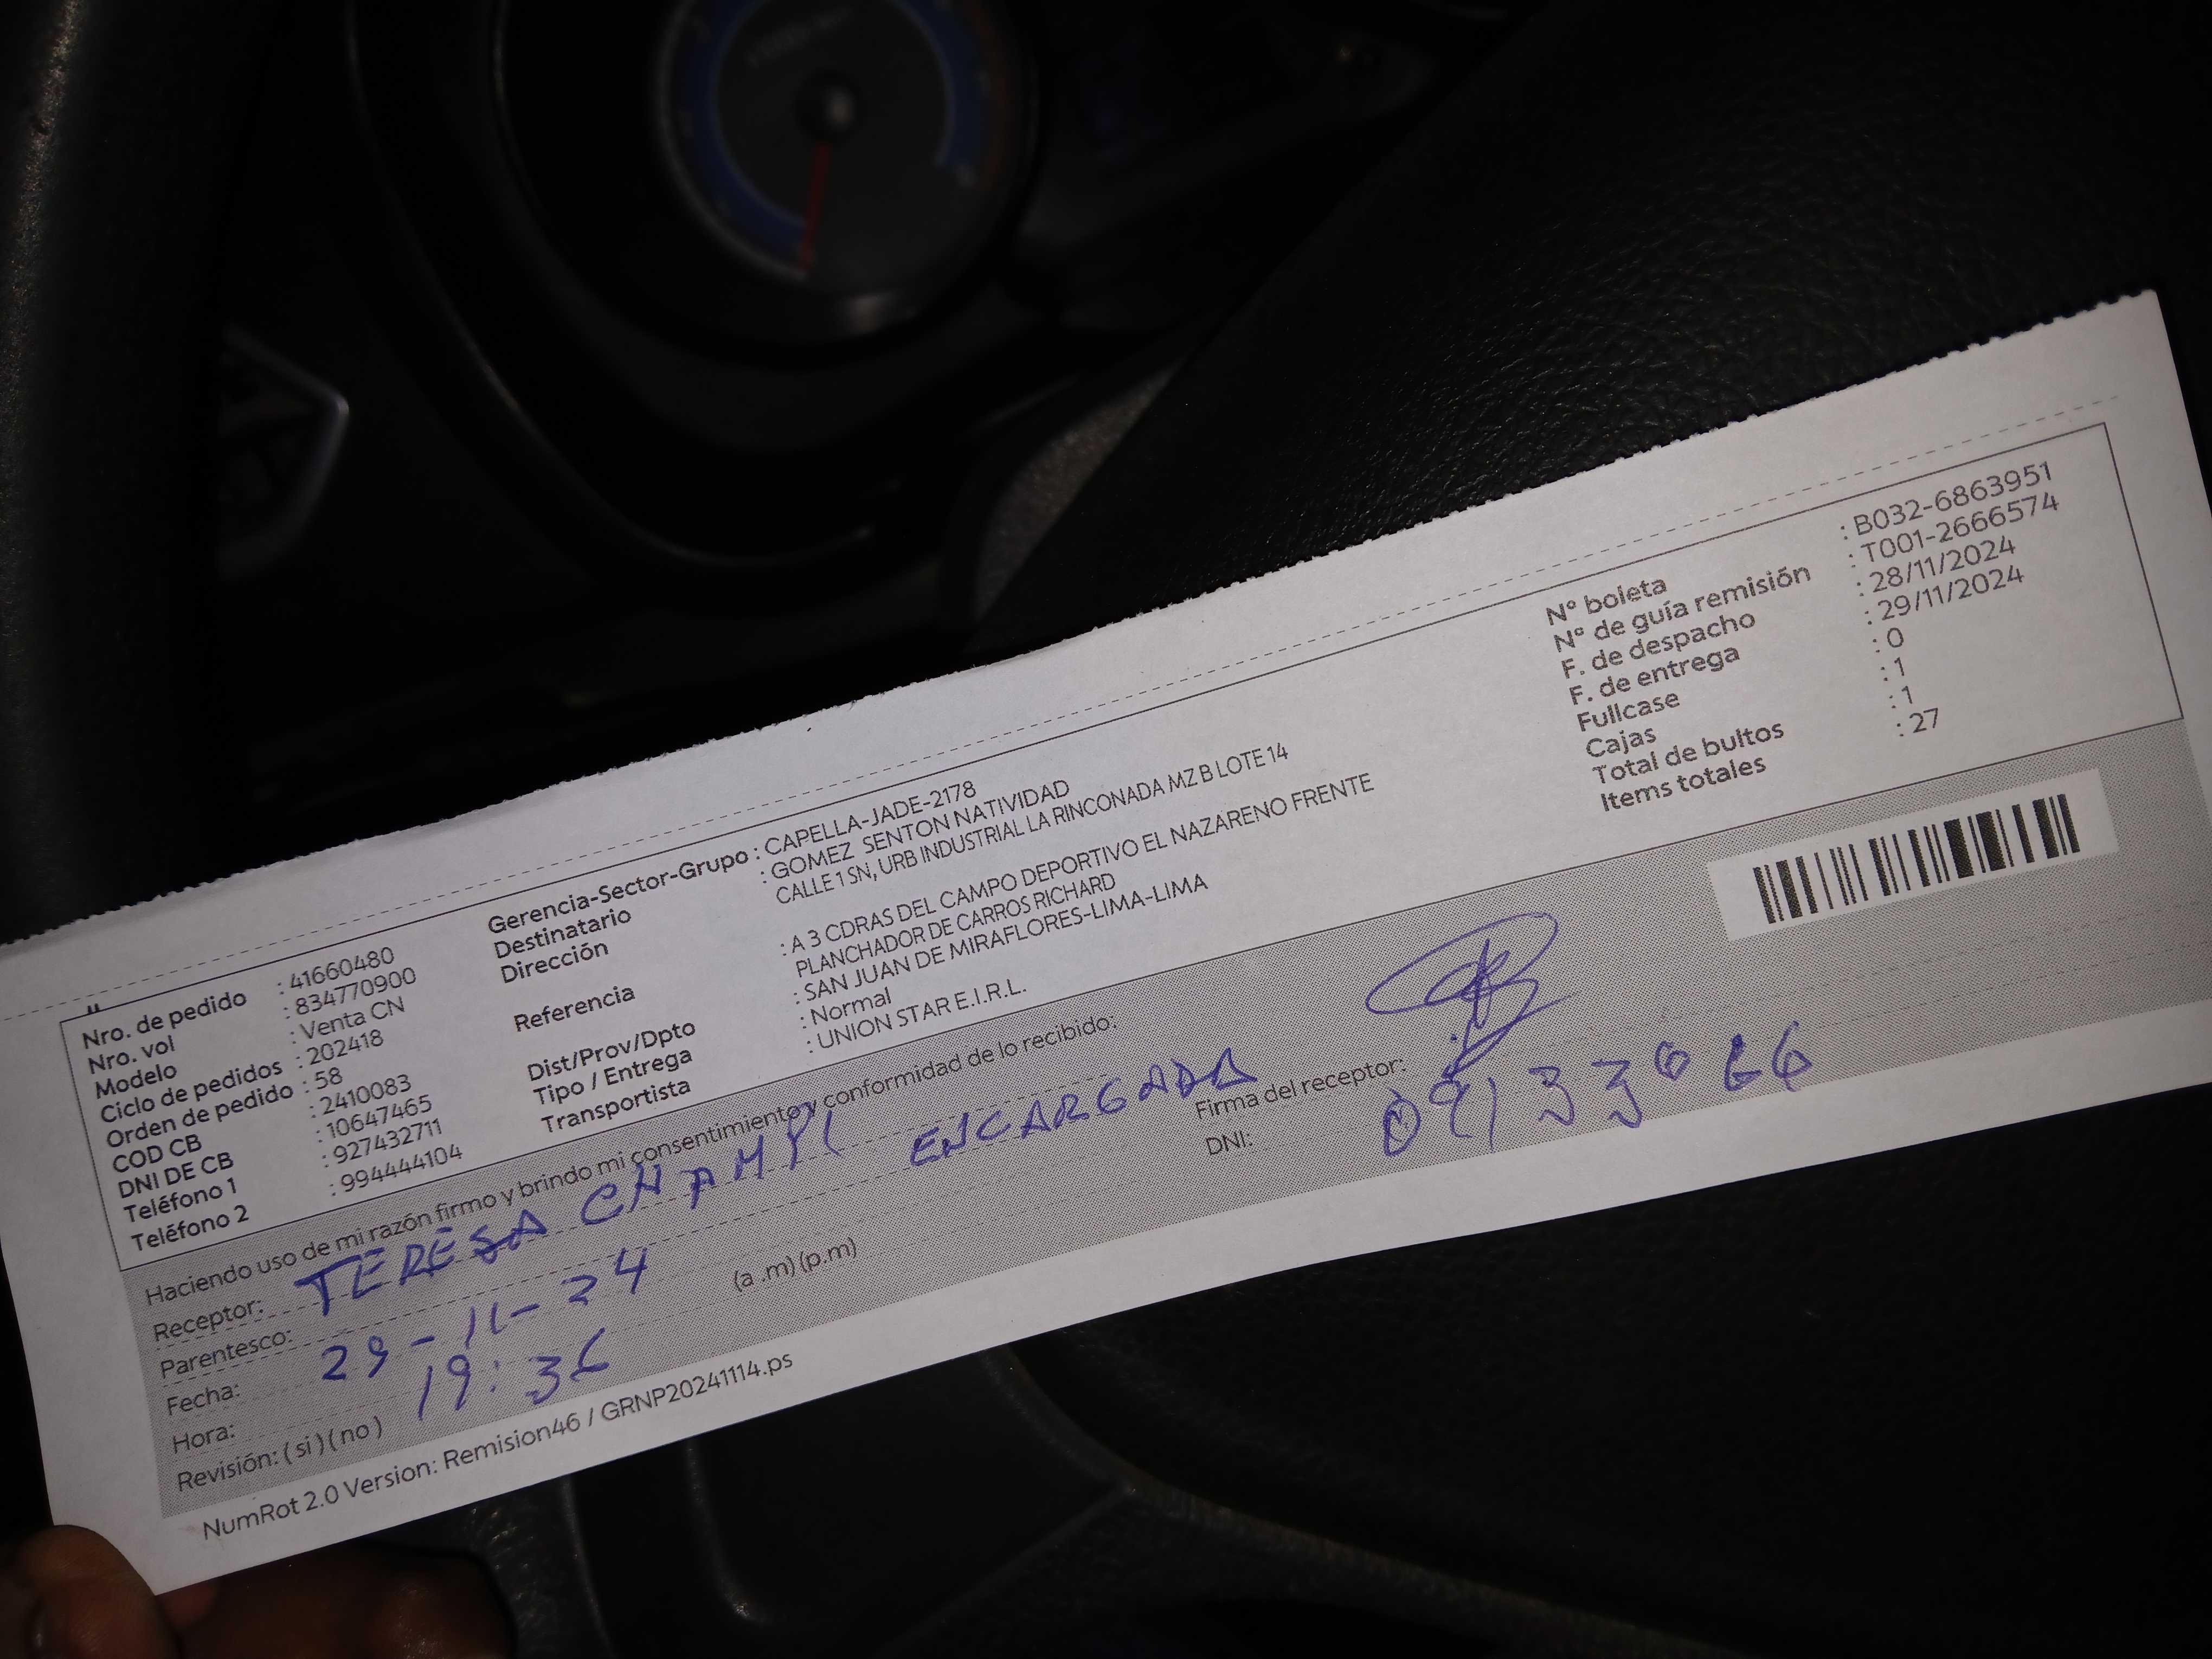 Nro. de pedido : 41660480
Nro. vol : 834770900
Modelo : Venta CN
Ciclo de pedidos : 202418
Orden de pedido : 58
COD CB : 2410083
DNI DE CB : 10647465
Teléfono 1 : 927432711
Teléfono 2 : 994444104
Gerencia-Sector-Grupo : CAPELLA-JADE-2178
Destinatario : GOMEZ SENTON NATIVIDAD
Dirección CALLE 1 SN, URB INDUSTRIAL LA RINCONADA MZ B LOTE 14
Referencia : A 3 CDRAS DEL CAMPO DEPORTIVO EL NAZARENO FRENTE
PLANCHADOR DE CARROS RICHARD
Dist/Prov/Dpto : SAN JUAN DE MIRAFLORES-LIMA-LIMA
Tipo / Entrega : Normal
Transportista : UNION STAR E.I.R.L.
N° boleta : B032-6863951
N° de guía remisión : T001-2666574
F. de despacho : 28/11/2024
F. de entrega : 29/11/2024
Fullcase : 0
Cajas : 1
Total de bultos : 1
Items totales : 27
Haciendo uso de mi razón firmo y brindo mi consentimiento y conformidad de lo recibido:
Receptor: TERESA CHAMPI ENCARGADA
Parentesco:
Fecha: 29-11-24
Hora: 19:36 (a .m) (p.m)
Revisión: ( si ) ( no )
Firma del receptor:
DNI: 09133066
NumRot 2.0 Version: Remision46 / GRNP20241114.ps